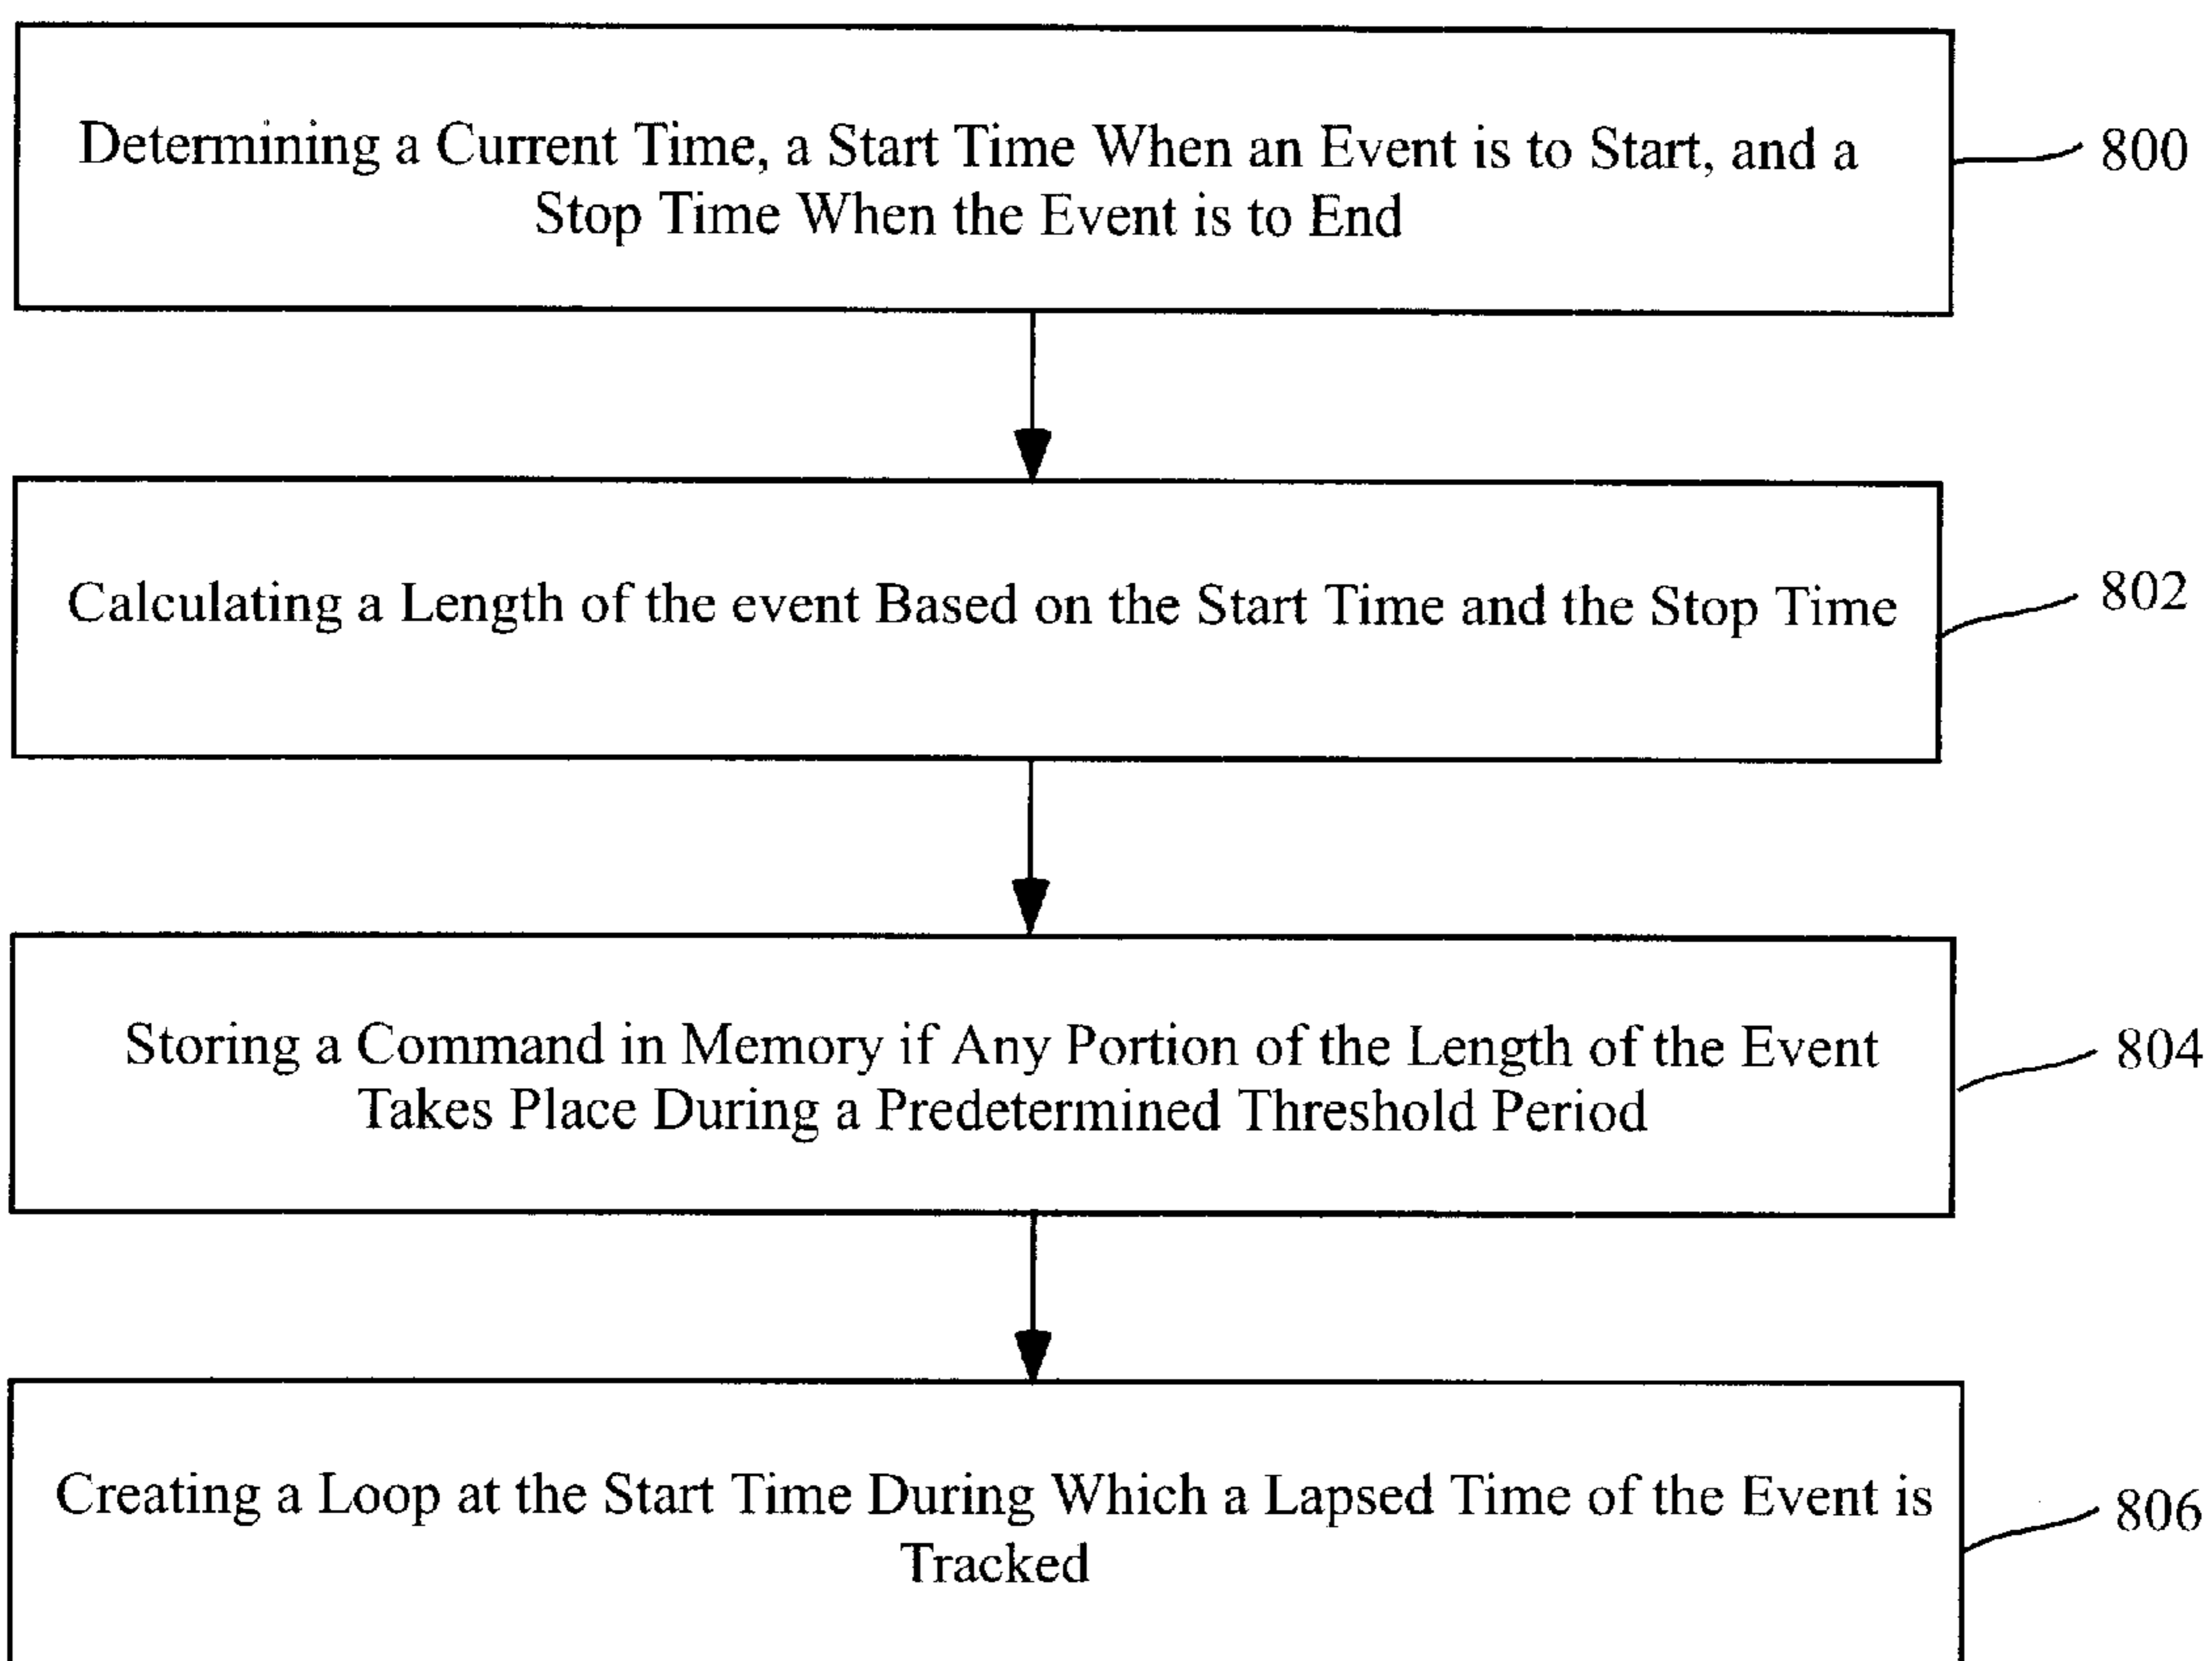 Determining a Current Time, a Start Time When an Event is to Start, and a
Stop Time When the Event is to End
800
Calculating a Length of the event Based on the Start Time and the Stop Time
802
Storing a Command in Memory if Any Portion of the Length of the Event
Takes Place During a Predetermined Threshold Period
804
Creating a Loop at the Start Time During Which a Lapsed Time of the Event is
Tracked
806